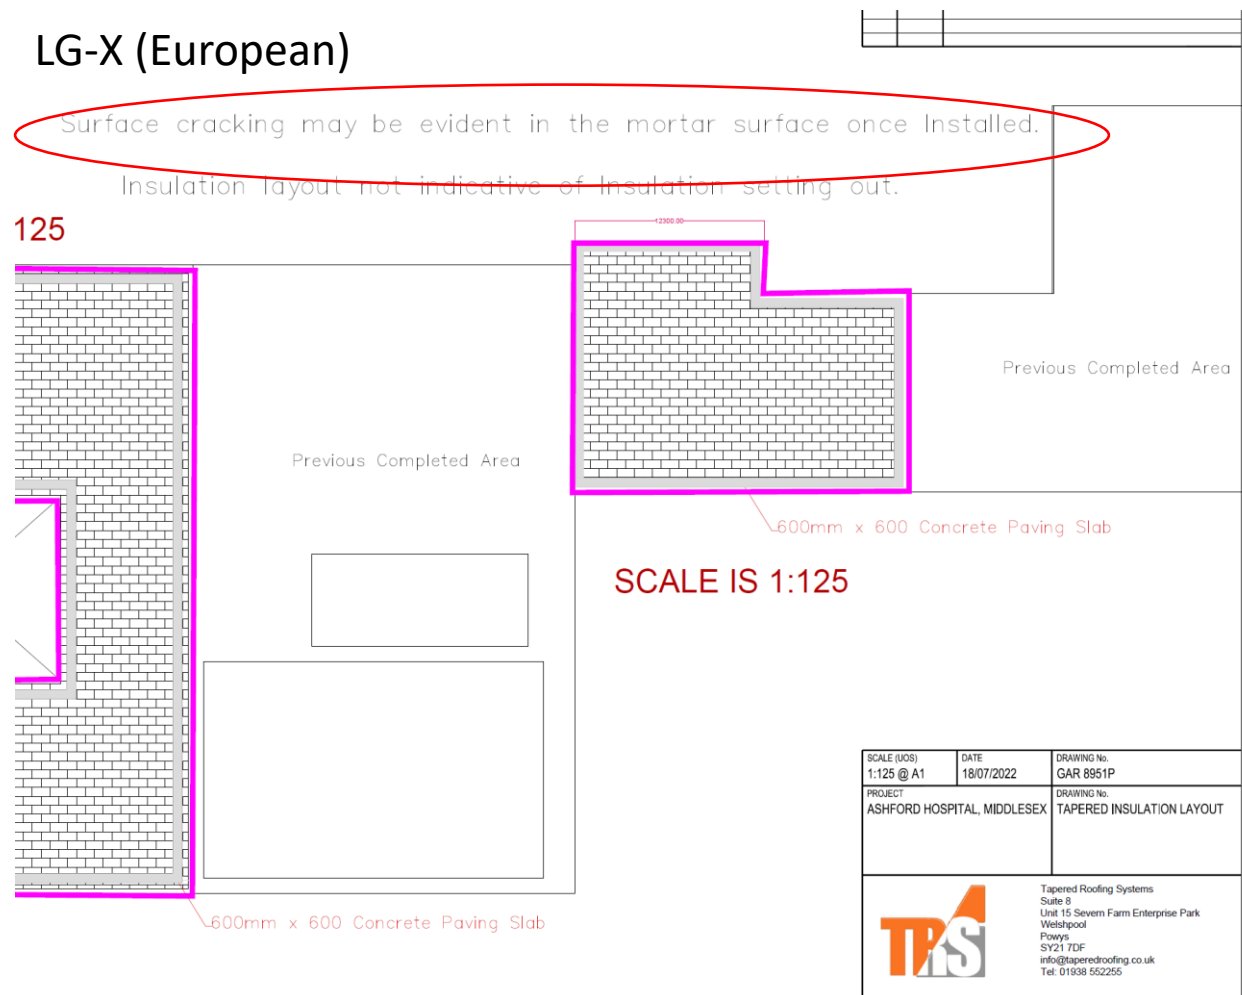 LG-X (European)
Surface cracking may be evident in the mortar surface once Installed.
Insulation layout not indicative of Insulation setting out.
125
12300.00
Previous Completed Area
Previous Completed Area
600mm x 600 Concrete Paving Slab
SCALE IS 1:125
600mm x 600 Concrete Paving Slab
SCALE (UOS)
1:125 @ A1
DATE
18/07/2022
DRAWING No.
GAR 8951P
PROJECT
ASHFORD HOSPITAL, MIDDLESEX
DRAWING No.
TAPERED INSULATION LAYOUT
TRS
Tapered Roofing Systems
Suite 8
Unit 15 Severn Farm Enterprise Park
Welshpool
Powys
SY21 7DF
info@taperedroofing.co.uk
Tel: 01938 552255